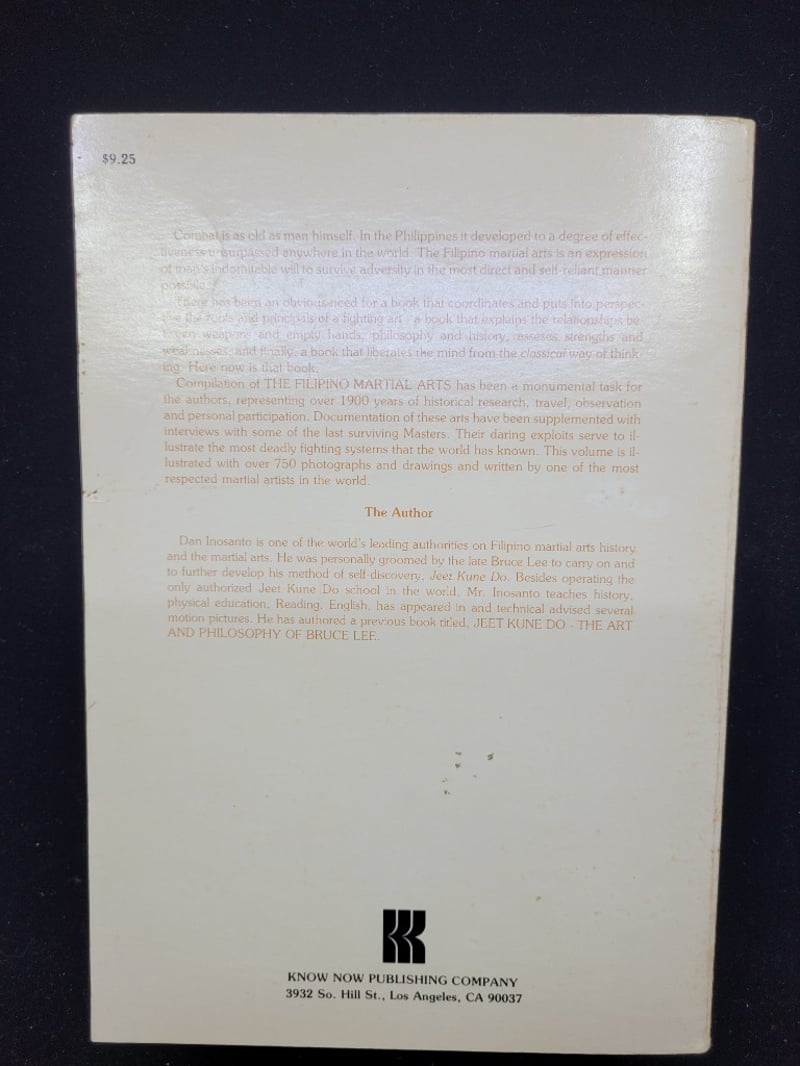 $9.25
Combat is as old as man himself. In the Philippines it developed to a degree of effec-
tiveness unsurpassed anywhere in the world. The Filipino martial arts is an expression
of man's indomitable will to survive adversity in the most direct and self-reliant manner
possible.
There has been an obvious need for a book that coordinates and puts into perspec-
tive the roots and principals of a fighting art - a book that explains the relationships be-
tween weapons and empty hands, philosophy and history, asseses strengths and
weaknesses, and finally, a book that liberates the mind from the classical way of think-
ing. Here now is that book.
Compilation of THE FILIPINO MARTIAL ARTS has been a monumental task for
the authors, representing over 1900 years of historical research, travel, observation
and personal participation. Documentation of these arts have been supplemented with
interviews with some of the last surviving Masters. Their daring exploits serve to il-
lustrate the most deadly fighting systems that the world has known. This volume is il-
lustrated with over 750 photographs and drawings and written by one of the most
respected martial artists in the world.
The Author
Dan Inosanto is one of the world's leading authorities on Filipino martial arts history
and the martial arts. He was personally groomed by the late Bruce Lee to carry on and
to further develop his method of self-discovery, Jeet Kune Do. Besides operating the
only authorized Jeet Kune Do school in the world, Mr. Inosanto teaches history,
physical education, Reading, English, has appeared in and technical advised several
motion pictures. He has authored a previous book titled, JEET KUNE DO - THE ART
AND PHILOSOPHY OF BRUCE LEE.
KNOW NOW PUBLISHING COMPANY
3932 So. Hill St., Los Angeles, CA 90037